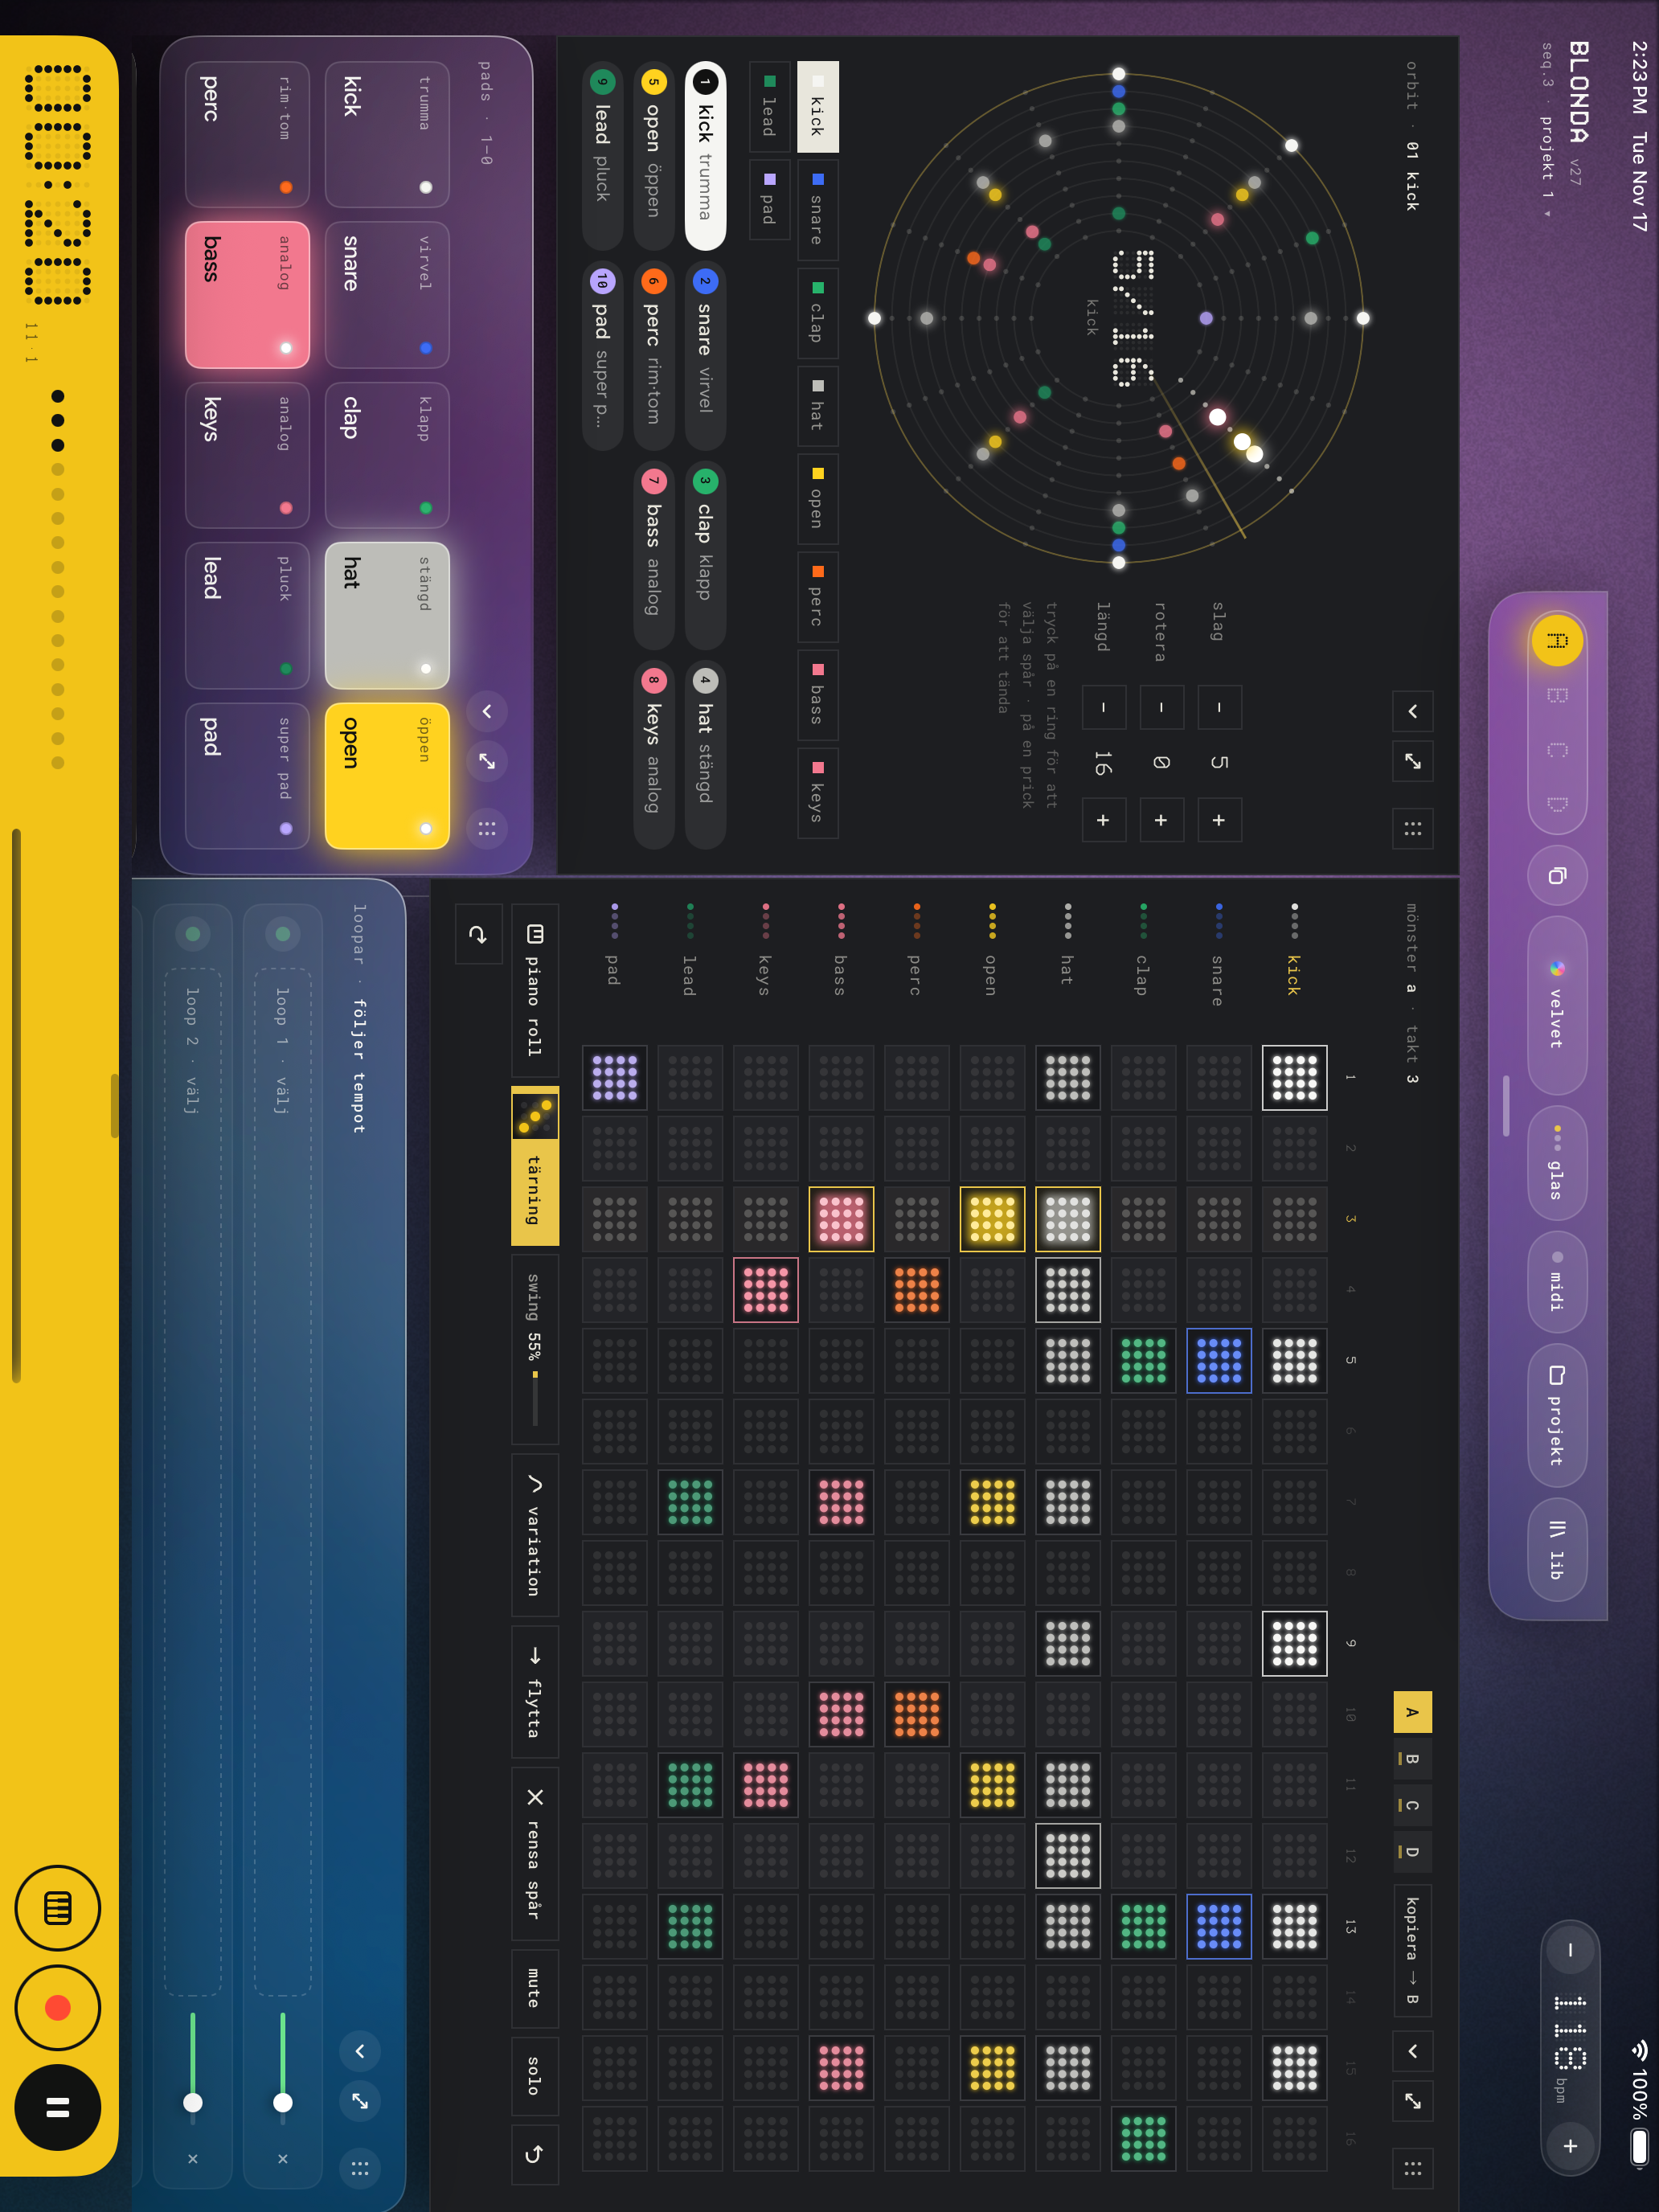 2:23 PM Tue Nov 17
100%
BLONDA v27
seq.3 · projekt 1
A B C D
velvet
glas
midi
projekt
lib
118 bpm
orbit · 01 kick
5/16
kick
slag - 5 +
rotera - 0 +
längd - 16 +
tryck på en ring för att
välja spår · på en prick
för att tända
kick snare clap hat open perc bass keys
lead pad
1 kick trumma
2 snare virvel
3 clap klapp
4 hat stängd
5 open öppen
6 perc rim·tom
7 bass analog
8 keys analog
9 lead pluck
10 pad super p…
mönster a · takt 3
A B C D kopiera → B
1 2 3 4 5 6 7 8 9 10 11 12 13 14 15 16
kick
snare
clap
hat
open
perc
bass
keys
lead
pad
piano roll
tärning
swing 55%
variation
flytta
rensa spår
mute
solo
pads · 1–0
trumma
kick
virvel
snare
klapp
clap
stängd
hat
öppen
open
rim·tom
perc
analog
bass
analog
keys
pluck
lead
super pad
pad
loopar · följer tempot
loop 1 · välj ×
loop 2 · välj ×
00:20
11·1